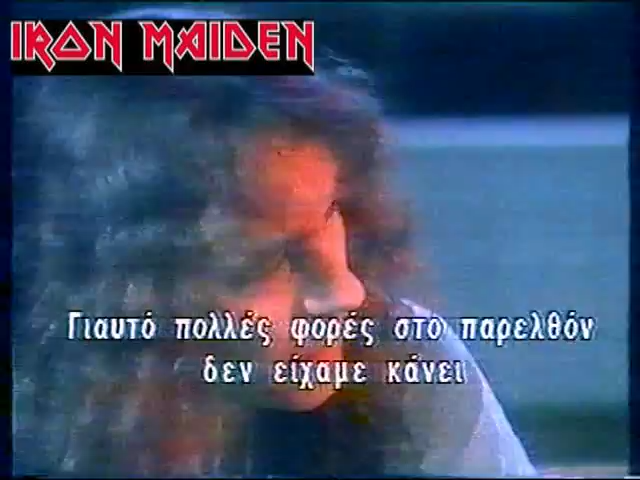 IRON MAIDEN
Γιαυτό πολλές φορές στο παρελθόν
δεν είχαμε κάνει